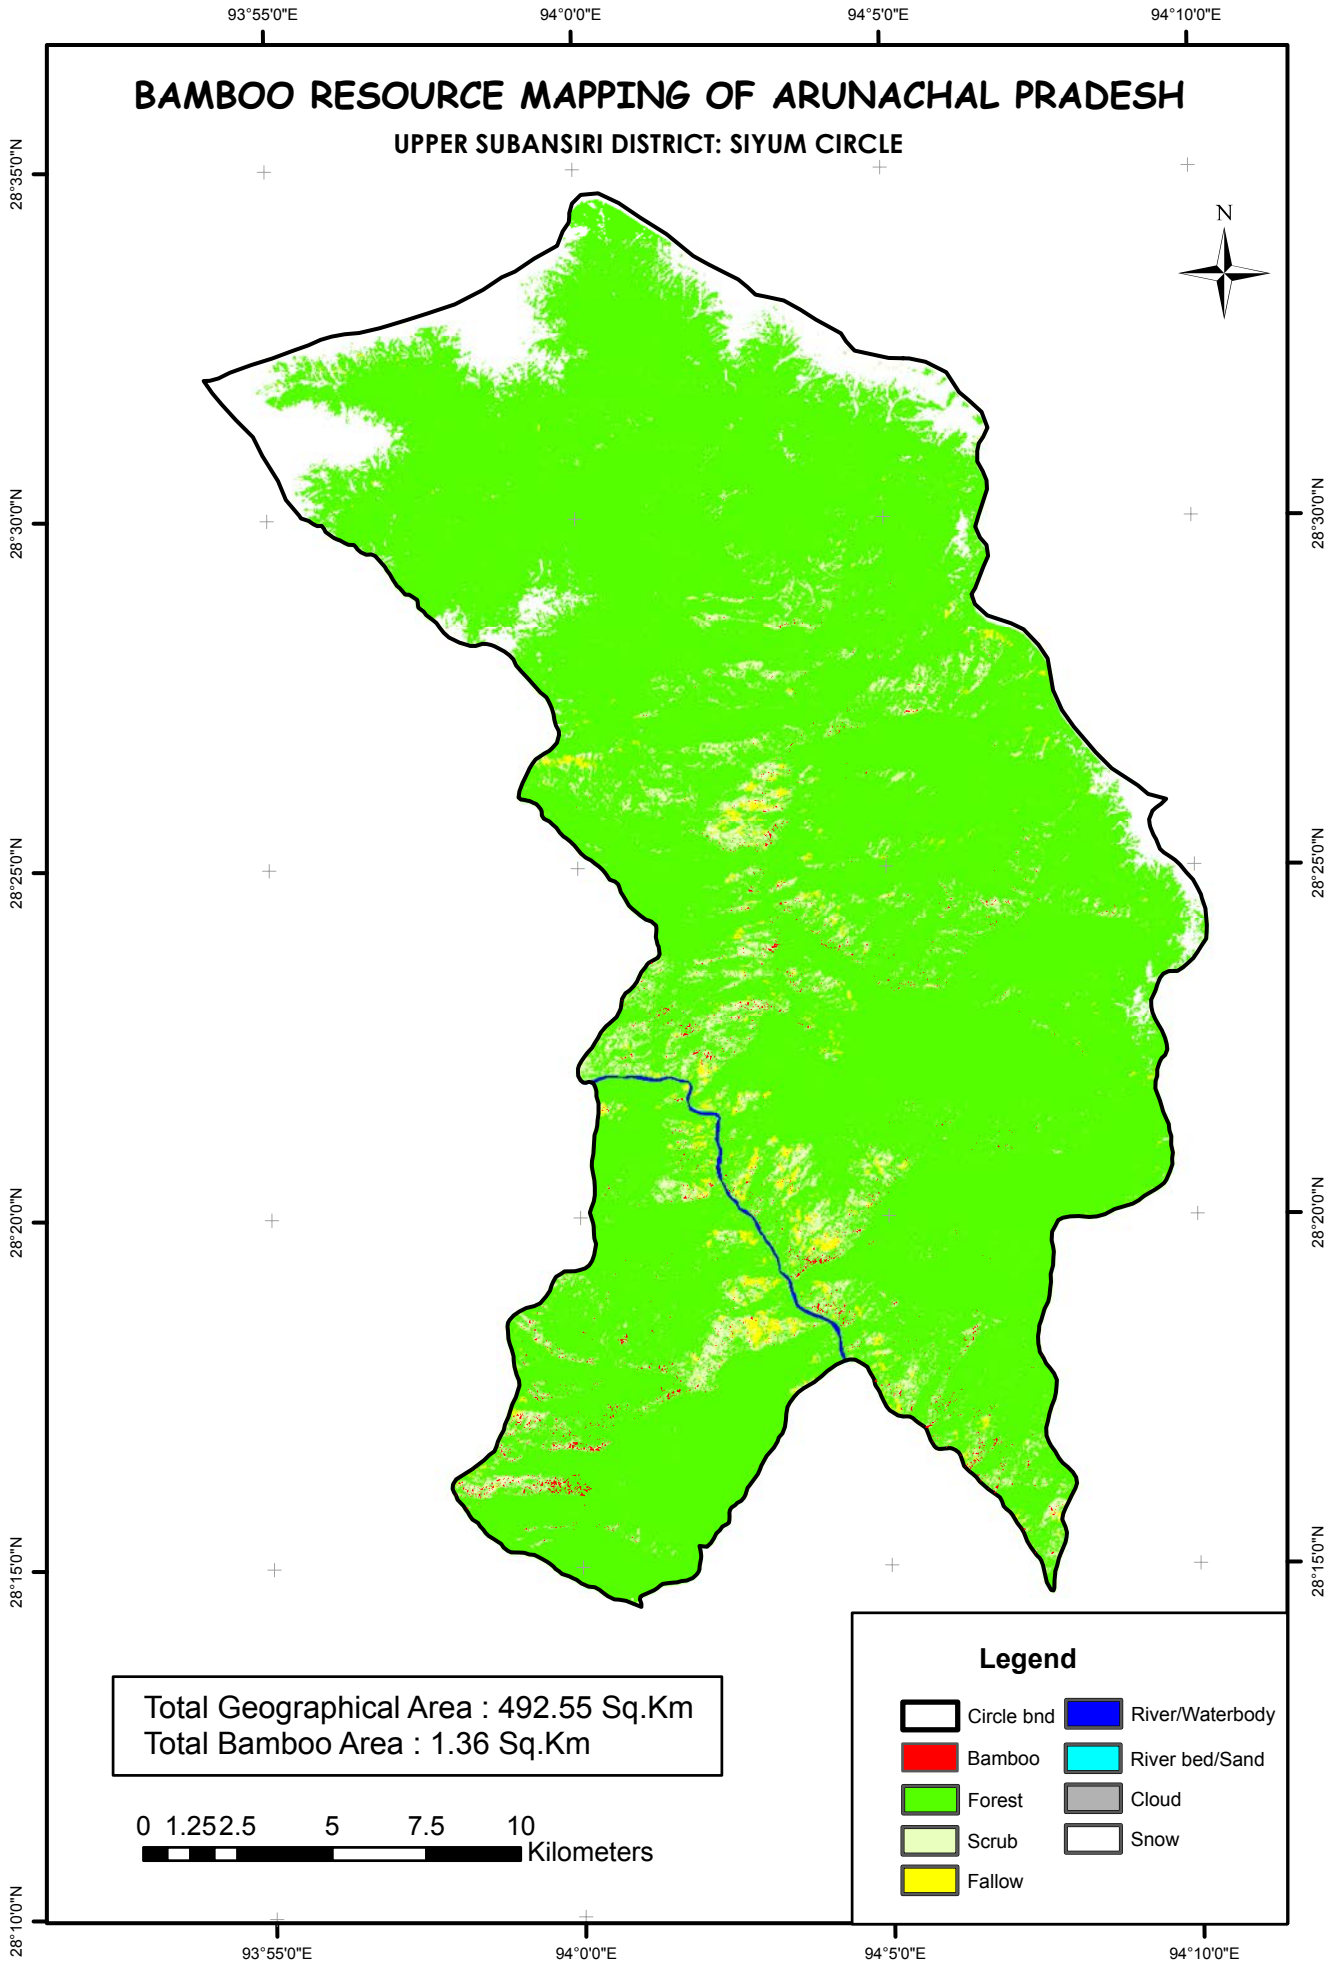 93°55'0"E 94°0'0"E 94°5'0"E 94°10'0"E
BAMBOO RESOURCE MAPPING OF ARUNACHAL PRADESH
UPPER SUBANSIRI DISTRICT: SIYUM CIRCLE
28°35'0"N
N
28°30'0"N 28°30'0"N
28°25'0"N 28°25'0"N
28°20'0"N 28°20'0"N
28°15'0"N 28°15'0"N
28°10'0"N
Total Geographical Area : 492.55 Sq.Km
Total Bamboo Area : 1.36 Sq.Km
0 1.25 2.5 5 7.5 10
Kilometers
Legend
Circle bnd
Bamboo
Forest
Scrub
Fallow
River/Waterbody
River bed/Sand
Cloud
Snow
93°55'0"E 94°0'0"E 94°5'0"E 94°10'0"E